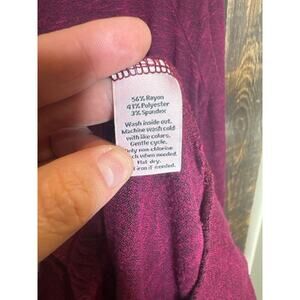 56% Rayon
41% Polyester
3% Spandex
Wash inside out.
Machine wash cold
with like colors.
Gentle cycle.
Only non-chlorine
when needed.
Flat dry.
iron if needed.